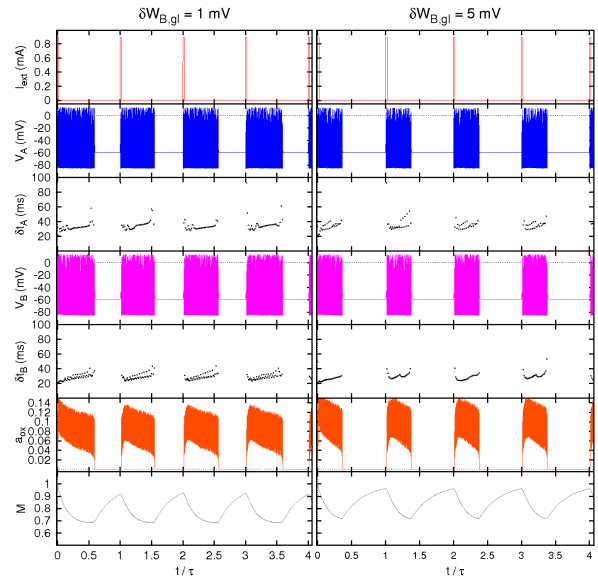 δW_B,gl = 1 mV
δW_B,gl = 5 mV
I_ext (mA)
0.8
0.6
0.4
0.2
0
V_A (mV)
0
-20
-40
-60
-80
δt_A (ms)
100
80
60
40
20
V_B (mV)
0
-20
-40
-60
-80
δt_B (ms)
100
80
60
40
20
a_ox
0.14
0.1
0.08
0.06
0.04
0.02
M
1
0.9
0.8
0.7
0.6
0 0.5 1 1.5 2 2.5 3 3.5 4
0 0.5 1 1.5 2 2.5 3 3.5 4
t / τ
t / τ